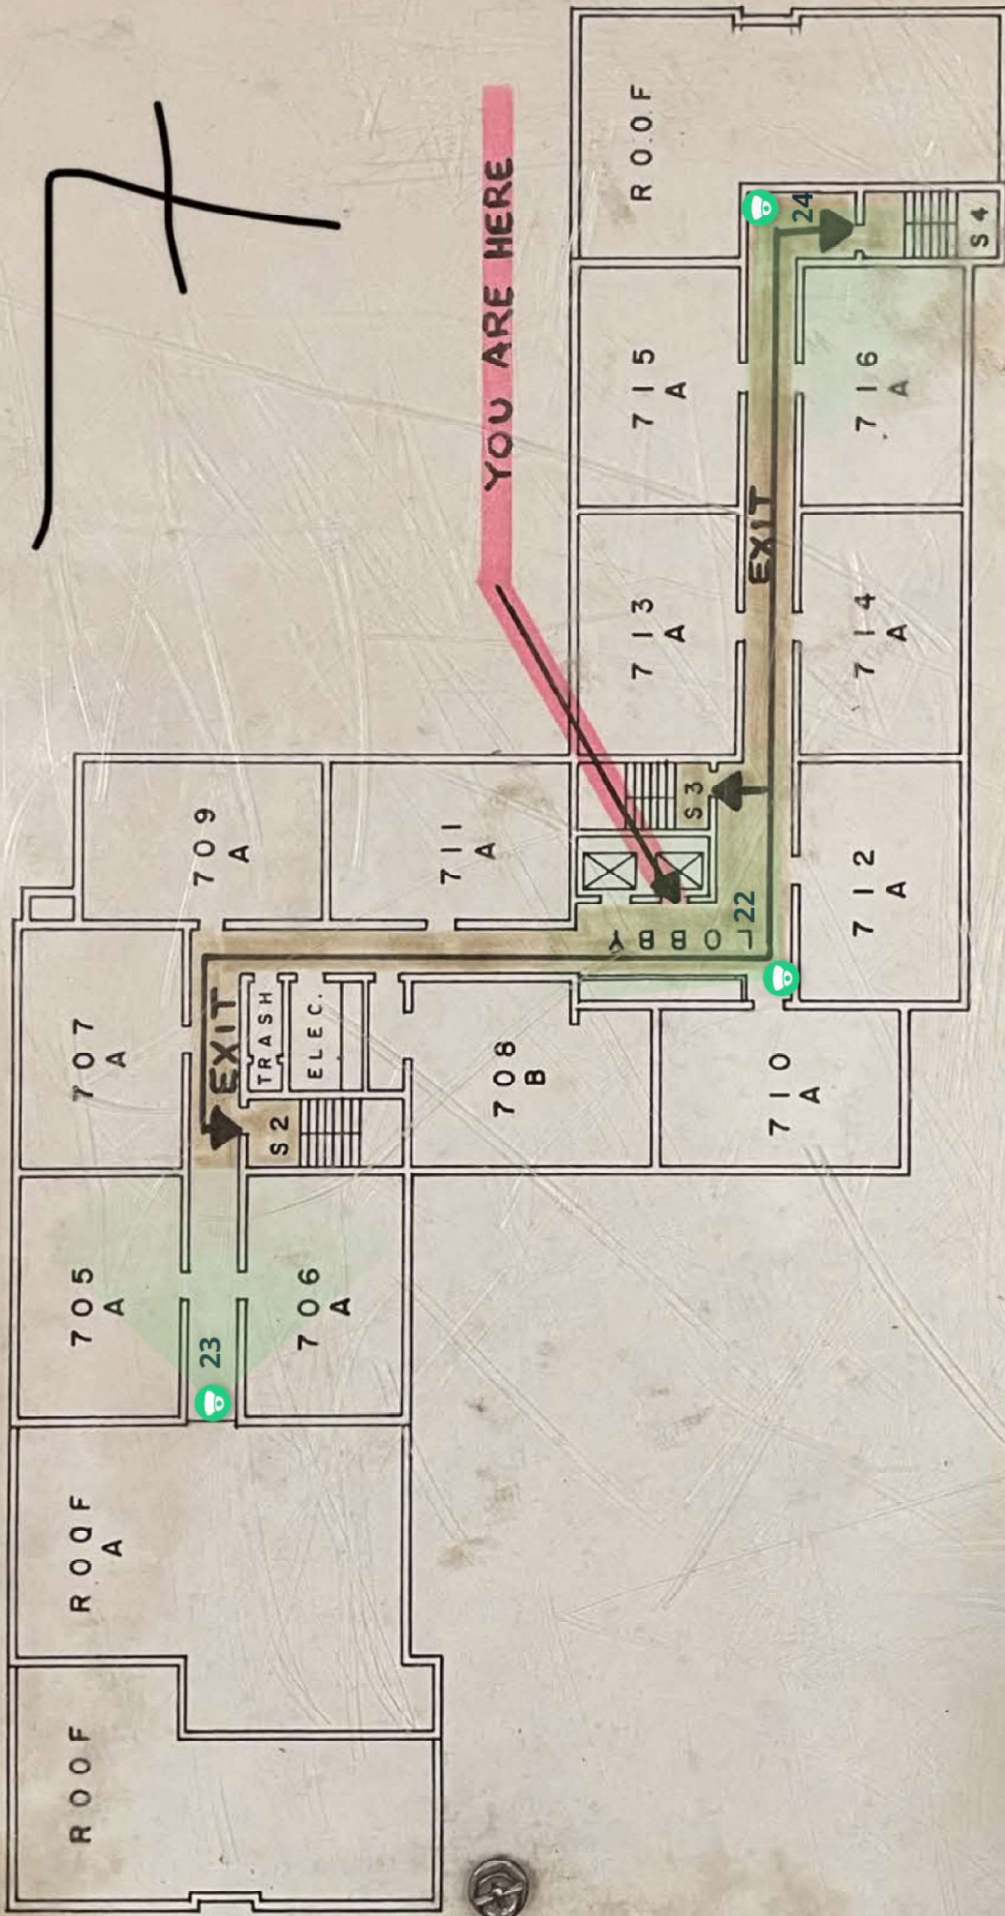 ROOF
ROOF
A
705
A
707
A
7
709
A
23
EXIT
TRASH
706
A
S2
ELEC.
711
A
708
B
YOU ARE HERE
ROOF
LOBBY
713
A
715
A
S3
22
EXIT
710
A
24
712
A
714
A
716
A
S4